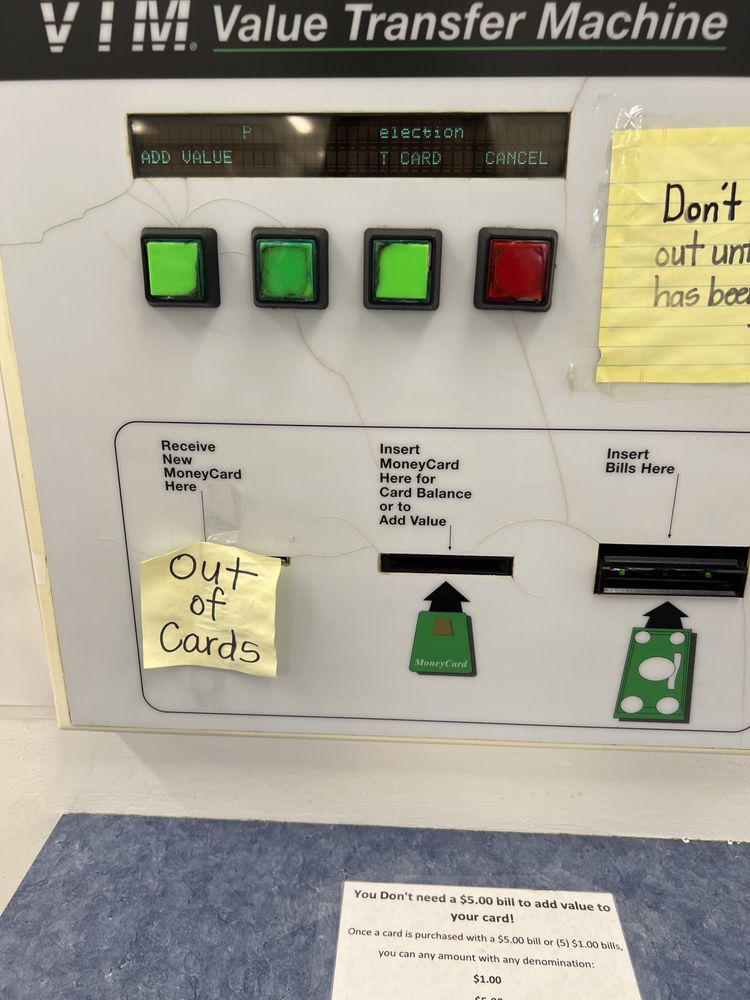 VTM® Value Transfer Machine
P election
ADD VALUE T CARD CANCEL
Don't
out
has
Receive
New
MoneyCard
Here
Insert
MoneyCard
Here for
Card Balance
or to
Add Value
Insert
Bills Here
Out
of
Cards
MoneyCard
You Don't need a $5.00 bill to add value to
your card!
Once a card is purchased with a $5.00 bill or (5) $1.00 bills,
you can any amount with any denomination:
$1.00